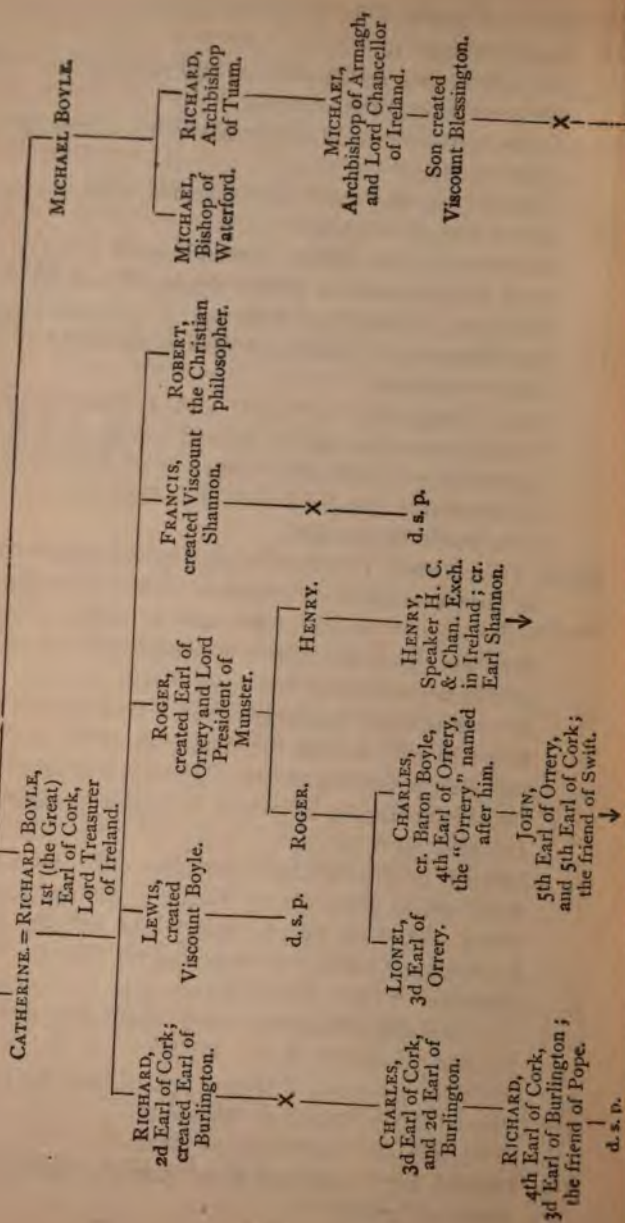 CATHERINE. = RICHARD BOYLE,
1st (the Great)
Earl of Cork,
Lord Treasurer
of Ireland.
MICHAEL BOYLE.
RICHARD,
2d Earl of Cork;
created Earl of
Burlington.
LEWIS,
created
Viscount Boyle.
ROGER,
created Earl of
Orrery and Lord
President of
Munster.
FRANCIS,
created Viscount
Shannon.
ROBERT,
the Christian
philosopher.
MICHAEL,
Bishop of
Waterford.
RICHARD,
Archbishop
of Tuam.
X
d. s. p.
ROGER.
HENRY.
X
MICHAEL,
Archbishop of Armagh,
and Lord Chancellor
of Ireland.
CHARLES,
3d Earl of Cork,
and 2d Earl of
Burlington.
LIONEL,
3d Earl of
Orrery.
CHARLES,
cr. Baron Boyle,
4th Earl of Orrery,
the "Orrery" named
after him.
HENRY,
Speaker H. C.
& Chan. Exch.
in Ireland; cr.
Earl Shannon.
d. s. p.
Son created
Viscount Blessington.
RICHARD,
4th Earl of Cork,
3d Earl of Burlington;
the friend of Pope.
d. s. p.
JOHN,
5th Earl of Orrery,
and 5th Earl of Cork;
the friend of Swift.
X